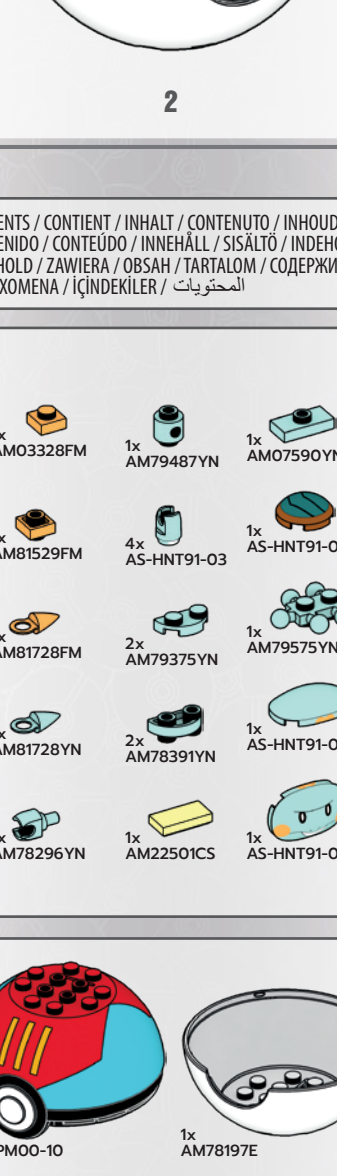 2
ENTS / CONTIENT / INHALT / CONTENUTO / INHOUD
ENIDO / CONTEÚDO / INNEHÅLL / SISÄLTÖ / INDEHO
HOLD / ZAWIERA / OBSAH / TARTALOM / СОДЕРЖИ
ΧΟΜΕΝΑ / İÇİNDEKİLER / المحتويات
x
AM03328FM
1x
AM79487YN
1x
AM07590YN
x
AM81529FM
4x
AS-HNT91-03
1x
AS-HNT91-0
x
AM81728FM
2x
AM79375YN
1x
AM79575YN
x
AM81728YN
2x
AM78391YN
1x
AS-HNT91-0
x
AM78296YN
1x
AM22501CS
1x
AS-HNT91-0
PM00-10
1x
AM78197E